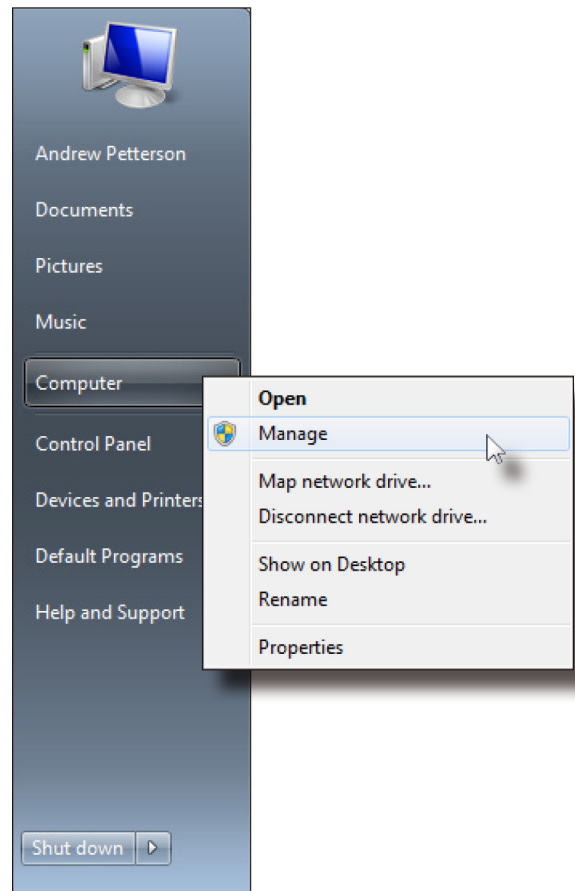 Andrew Petterson
Documents
Pictures
Music
Computer
Control Panel
Devices and Printers
Default Programs
Help and Support
Shut down
Open
Manage
Map network drive...
Disconnect network drive...
Show on Desktop
Rename
Properties